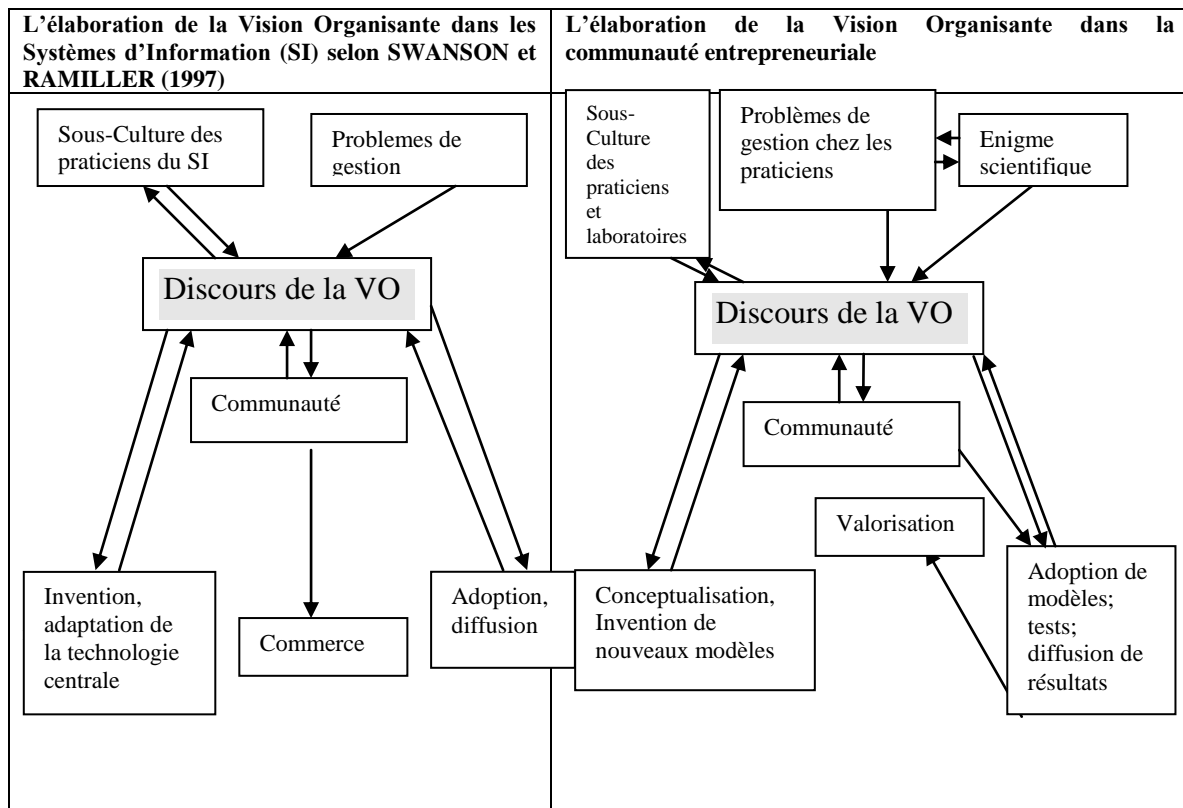 L'élaboration de la Vision Organisante dans les
Systèmes d'Information (SI) selon SWANSON et
RAMILLER (1997)
L'élaboration de la Vision Organisante dans la
communauté entrepreneuriale
Sous-Culture des
praticiens du SI
Problemes de
gestion
Discours de la VO
Communauté
Invention,
adaptation de
la technologie
centrale
Commerce
Adoption,
diffusion
Sous-
Culture
des
praticiens
et
laboratoires
Problèmes de
gestion chez les
praticiens
Enigme
scientifique
Discours de la VO
Communauté
Valorisation
Conceptualisation,
Invention de
nouveaux modèles
Adoption de
modèles;
tests;
diffusion de
résultats